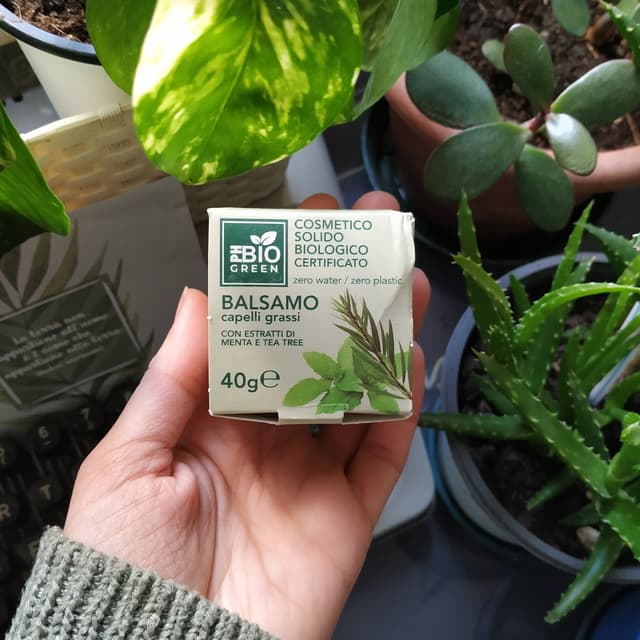 PH BIO
GREEN
COSMETICO
SOLIDO
BIOLOGICO
CERTIFICATO
zero water / zero plastic
BALSAMO
capelli grassi
CON ESTRATTI DI
MENTA E TEA TREE
40g℮